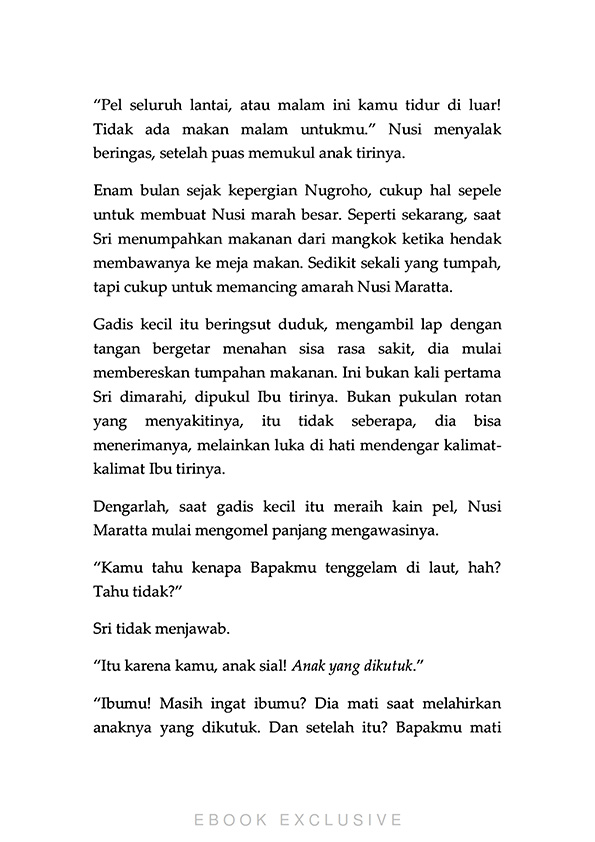 “Pel seluruh lantai, atau malam ini kamu tidur di luar!
Tidak ada makan malam untukmu.” Nusi menyalak
beringas, setelah puas memukul anak tirinya.
Enam bulan sejak kepergian Nugroho, cukup hal sepele
untuk membuat Nusi marah besar. Seperti sekarang, saat
Sri menumpahkan makanan dari mangkok ketika hendak
membawanya ke meja makan. Sedikit sekali yang tumpah,
tapi cukup untuk memancing amarah Nusi Maratta.
Gadis kecil itu beringsut duduk, mengambil lap dengan
tangan bergetar menahan sisa rasa sakit, dia mulai
membereskan tumpahan makanan. Ini bukan kali pertama
Sri dimarahi, dipukul Ibu tirinya. Bukan pukulan rotan
yang menyakitinya, itu tidak seberapa, dia bisa
menerimanya, melainkan luka di hati mendengar kalimat-
kalimat Ibu tirinya.
Dengarlah, saat gadis kecil itu meraih kain pel, Nusi
Maratta mulai mengomel panjang mengawasinya.
“Kamu tahu kenapa Bapakmu tenggelam di laut, hah?
Tahu tidak?”
Sri tidak menjawab.
“Itu karena kamu, anak sial! Anak yang dikutuk.”
“Ibumu! Masih ingat ibumu? Dia mati saat melahirkan
anaknya yang dikutuk. Dan setelah itu? Bapakmu mati
EBOOK EXCLUSIVE